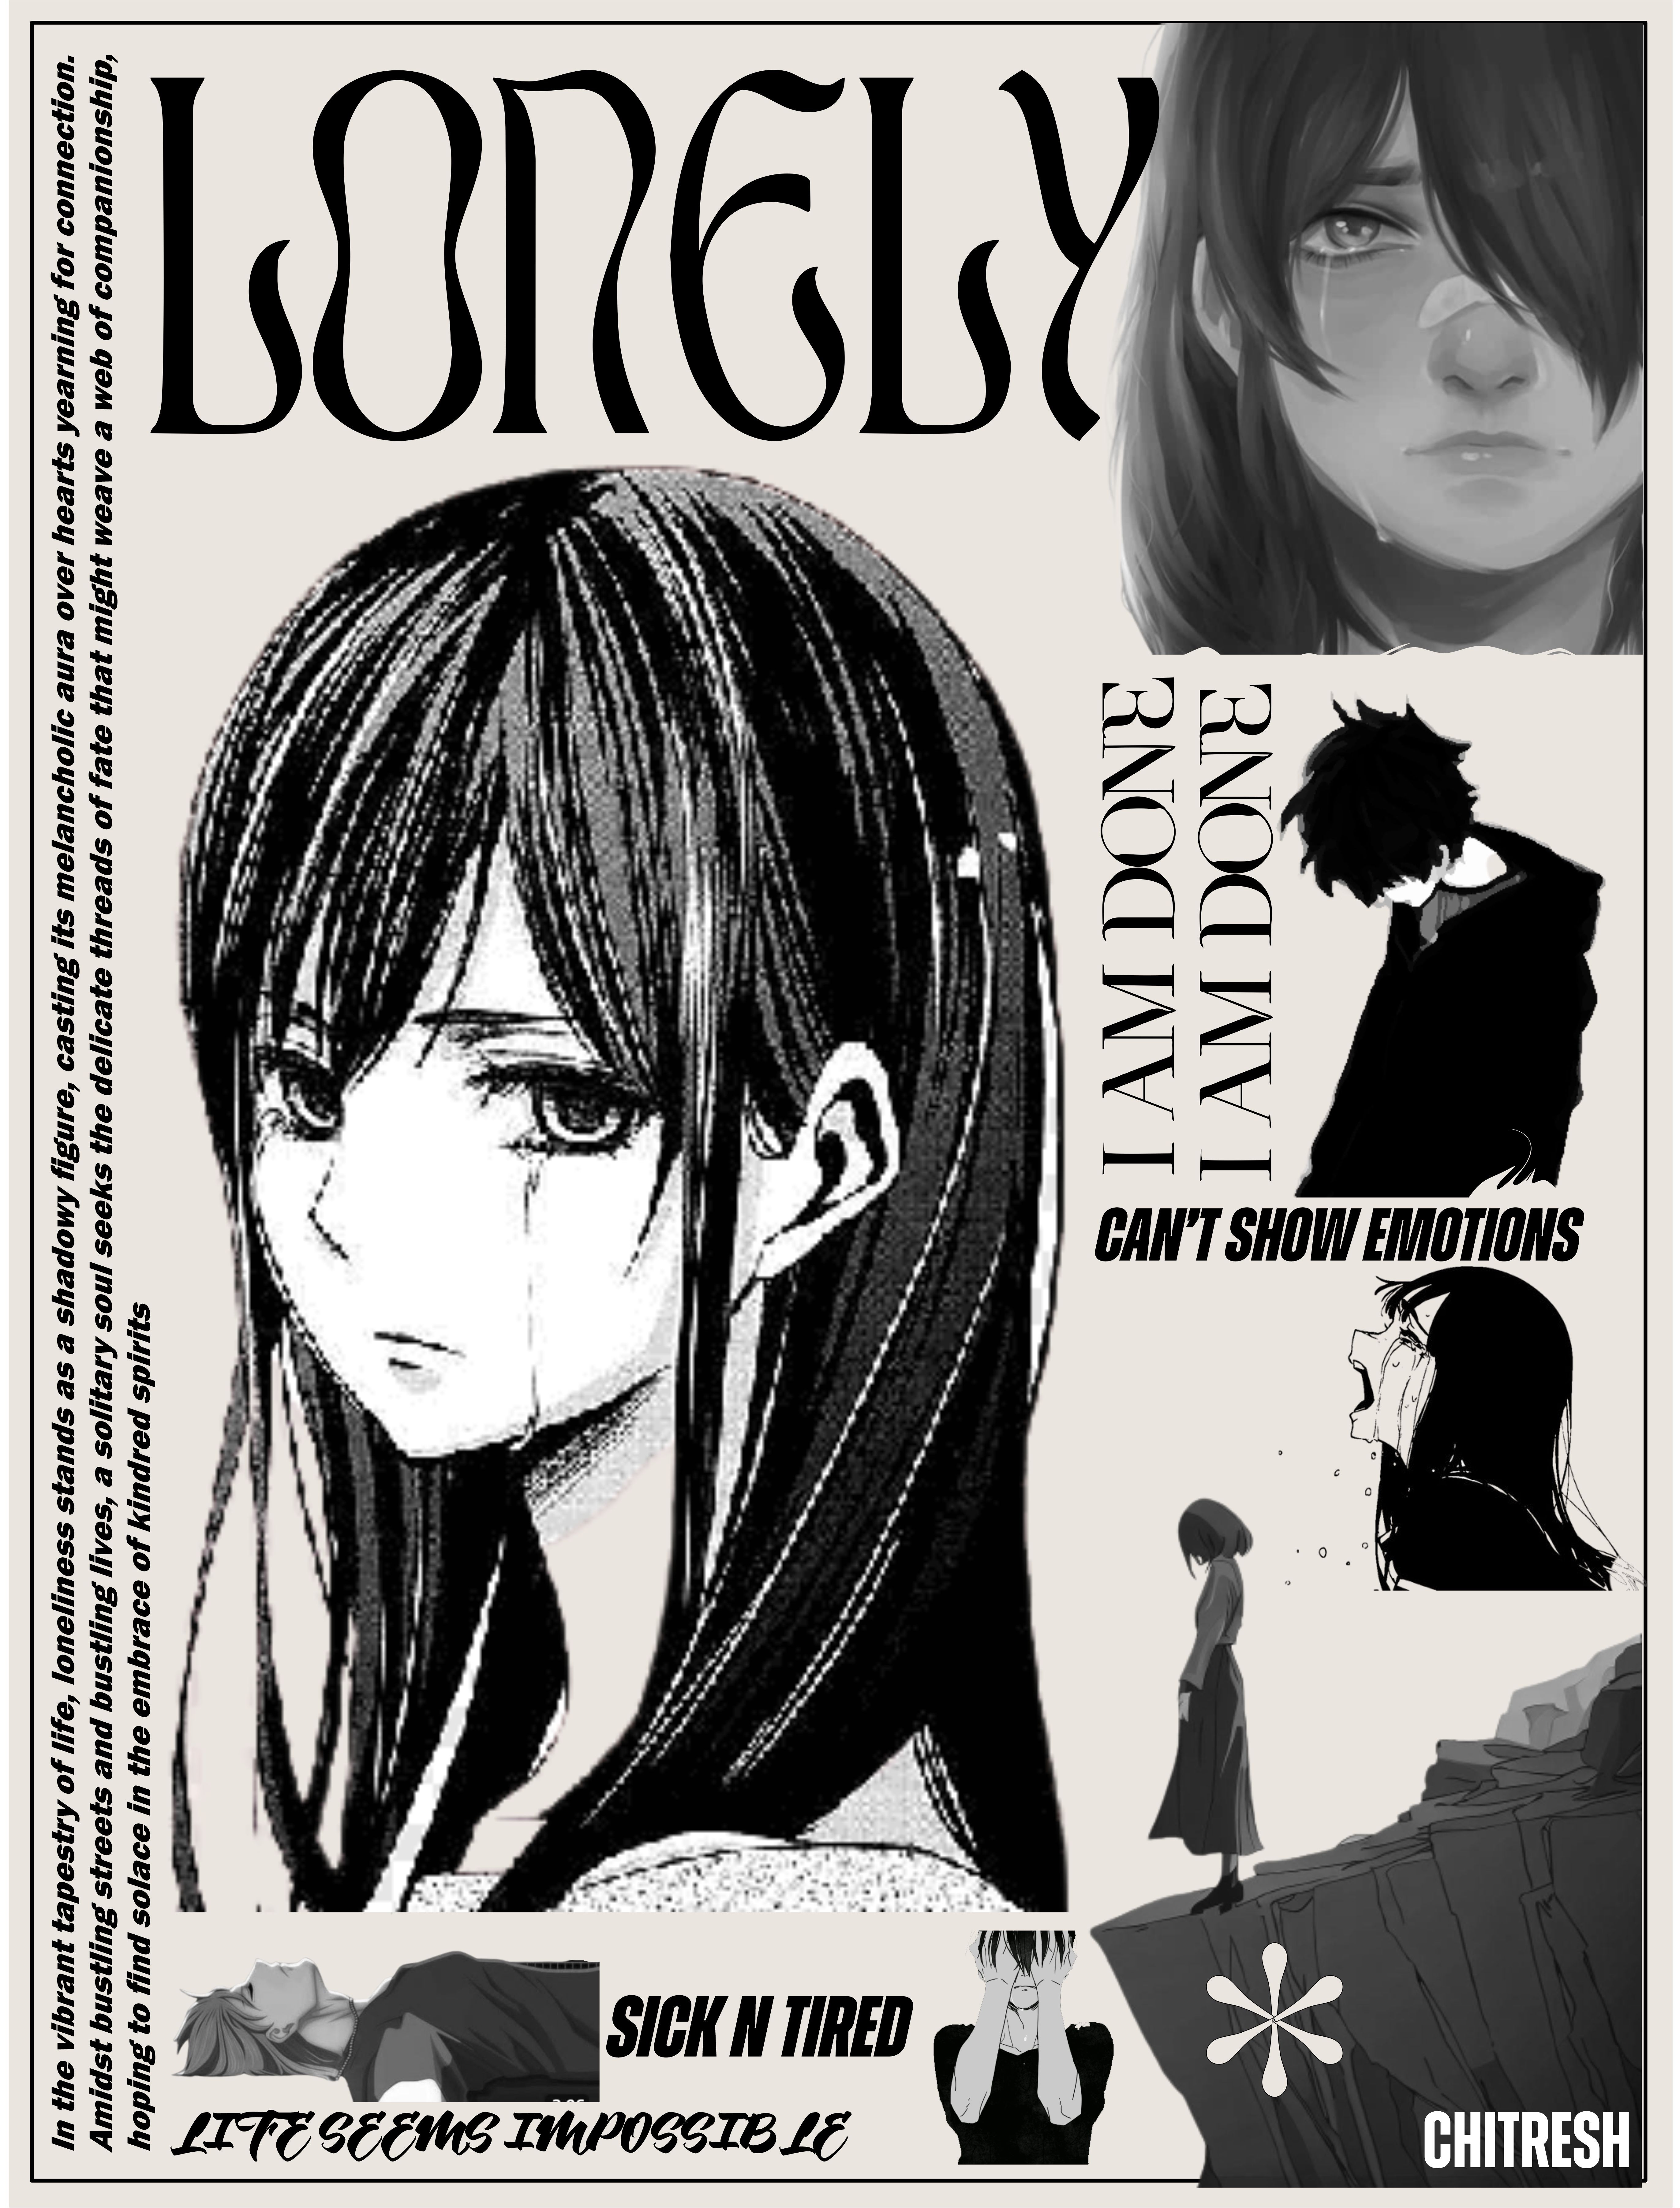 In the vibrant tapestry of life, loneliness stands as a shadowy figure, casting its melancholic aura over hearts yearning for connection.
Amidst bustling streets and bustling lives, a solitary soul seeks the delicate threads of fate that might weave a web of companionship,
hoping to find solace in the embrace of kindred spirits
LONELY
I AM DONE
I AM DONE
CAN'T SHOW EMOTIONS
SICK N TIRED
LIFE SEEMS IMPOSSIBLE
CHITRESH